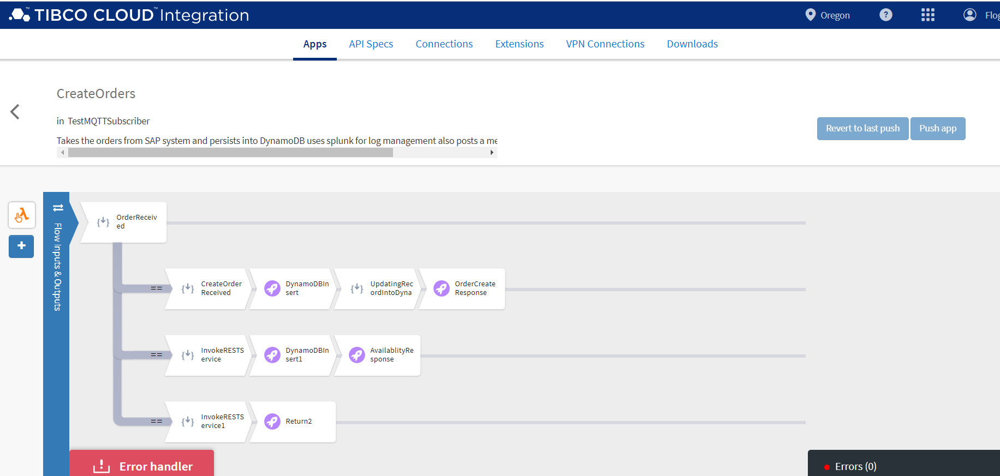 TIBCO CLOUD™ Integration
Oregon
?
Apps
API Specs
Connections
Extensions
VPN Connections
Downloads
CreateOrders
in TestMQTTSubscriber
Takes the orders from SAP system and persists into DynamoDB uses splunk for log management also posts a me
Revert to last push
Push app
Flow Inputs & Outputs
OrderReceiv
ed
==
CreateOrder
Received
DynamoDBIn
sert
UpdatingRec
ordIntoDyna
OrderCreate
Response
==
InvokeRESTS
ervice
DynamoDBIn
sert1
AvailablityRe
sponse
==
InvokeRESTS
ervice1
Return2
Error handler
Errors (0)